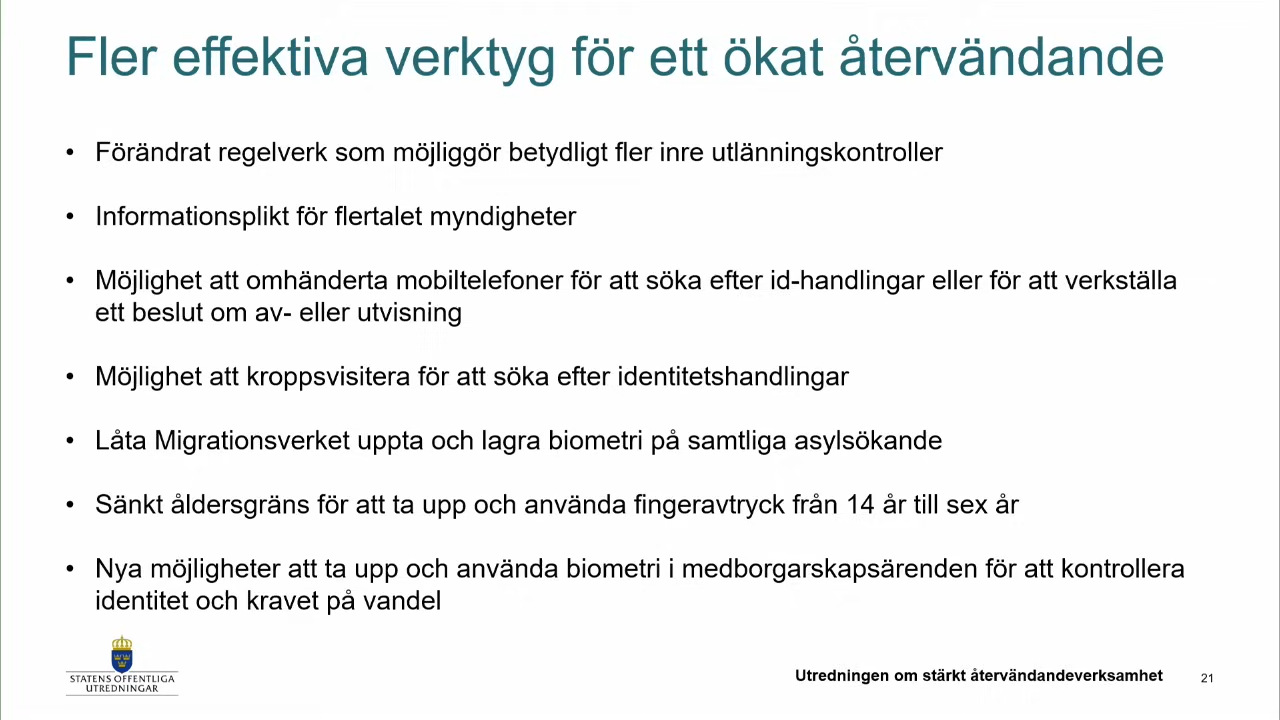 Fler effektiva verktyg för ett ökat återvändande
• Förändrat regelverk som möjliggör betydligt fler inre utlänningskontroller
• Informationsplikt för flertalet myndigheter
• Möjlighet att omhänderta mobiltelefoner för att söka efter id-handlingar eller för att verkställa
ett beslut om av- eller utvisning
• Möjlighet att kroppsvisitera för att söka efter identitetshandlingar
• Låta Migrationsverket uppta och lagra biometri på samtliga asylsökande
• Sänkt åldersgräns för att ta upp och använda fingeravtryck från 14 år till sex år
• Nya möjligheter att ta upp och använda biometri i medborgarskapsärenden för att kontrollera
identitet och kravet på vandel
STATENS OFFENTLIGA
UTREDNINGAR
Utredningen om stärkt återvändandeverksamhet
21